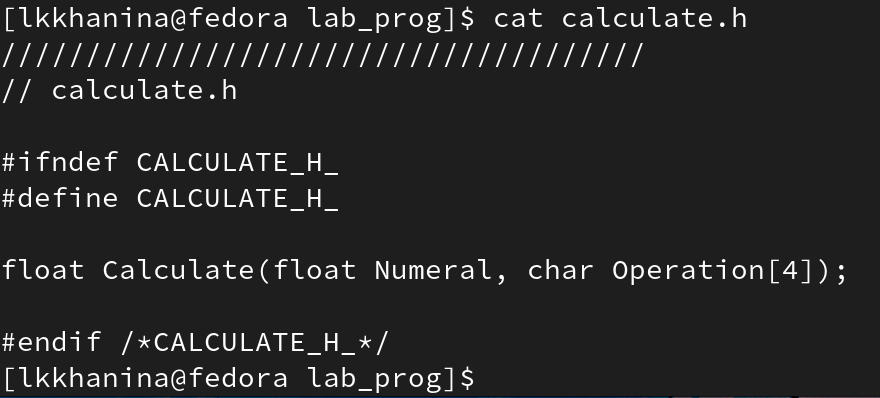 [lkkhanina@fedora lab_prog]$ cat calculate.h
//////////////////////////////////////
// calculate.h
#ifndef CALCULATE_H_
#define CALCULATE_H_
float Calculate(float Numeral, char Operation[4]);
#endif /*CALCULATE_H_*/
[lkkhanina@fedora lab_prog]$